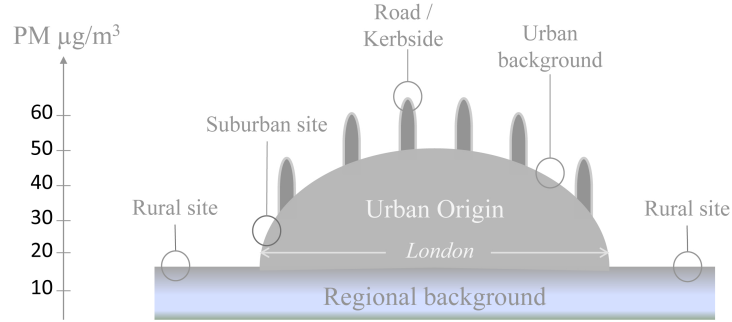 Road /
Kerbside
PM µg/m³
Urban
background
60
Suburban site
50
40
Rural site
Urban Origin
Rural site
30
20
London
10
Regional background